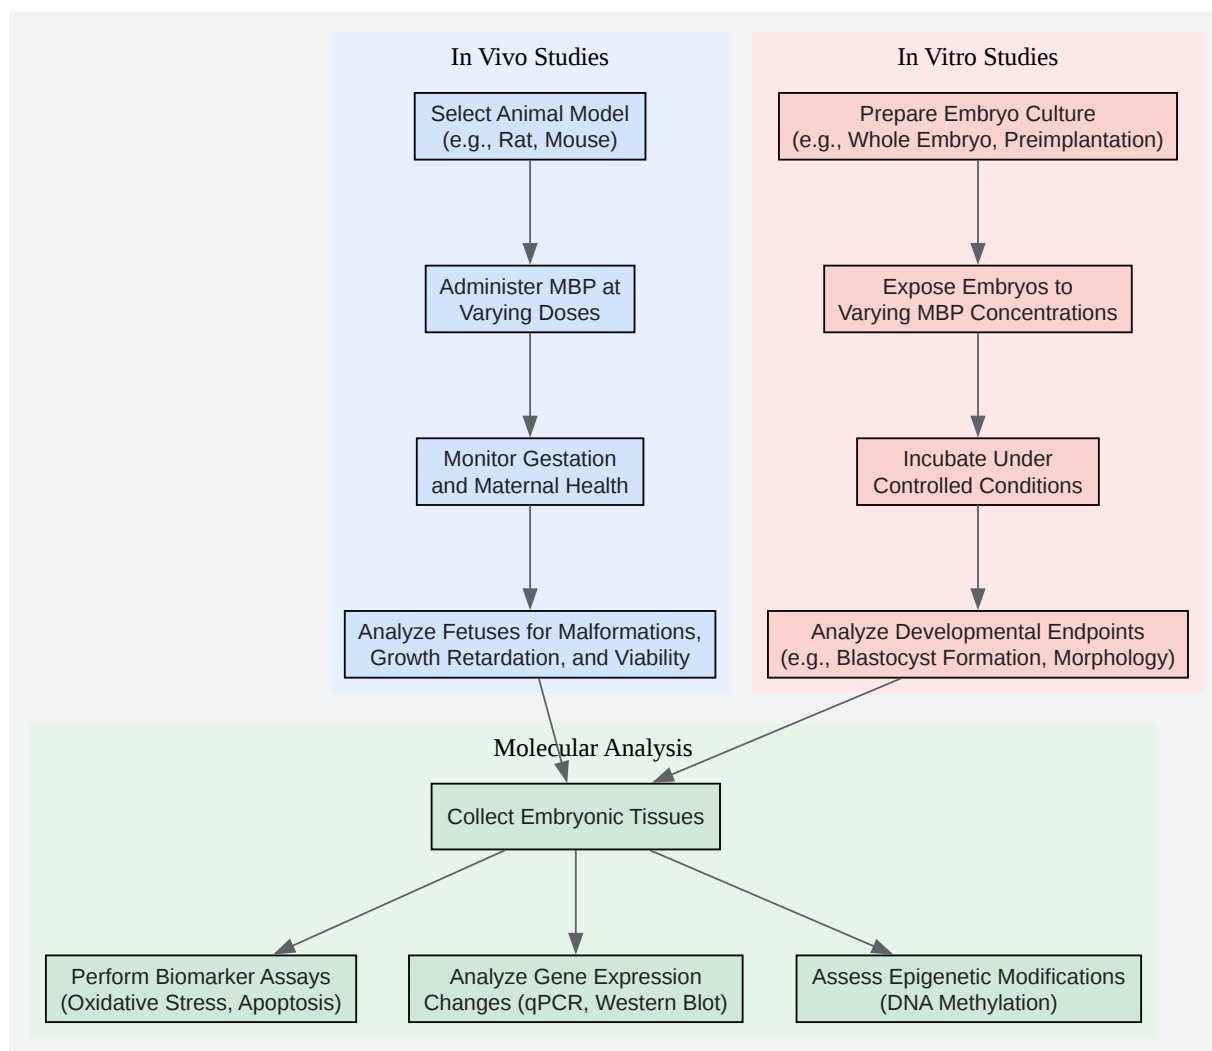 In Vivo Studies
Select Animal Model
(e.g., Rat, Mouse)
Administer MBP at
Varying Doses
Monitor Gestation
and Maternal Health
Analyze Fetuses for Malformations,
Growth Retardation, and Viability
In Vitro Studies
Prepare Embryo Culture
(e.g., Whole Embryo, Preimplantation)
Expose Embryos to
Varying MBP Concentrations
Incubate Under
Controlled Conditions
Analyze Developmental Endpoints
(e.g., Blastocyst Formation, Morphology)
Molecular Analysis
Collect Embryonic Tissues
Perform Biomarker Assays
(Oxidative Stress, Apoptosis)
Analyze Gene Expression
Changes (qPCR, Western Blot)
Assess Epigenetic Modifications
(DNA Methylation)